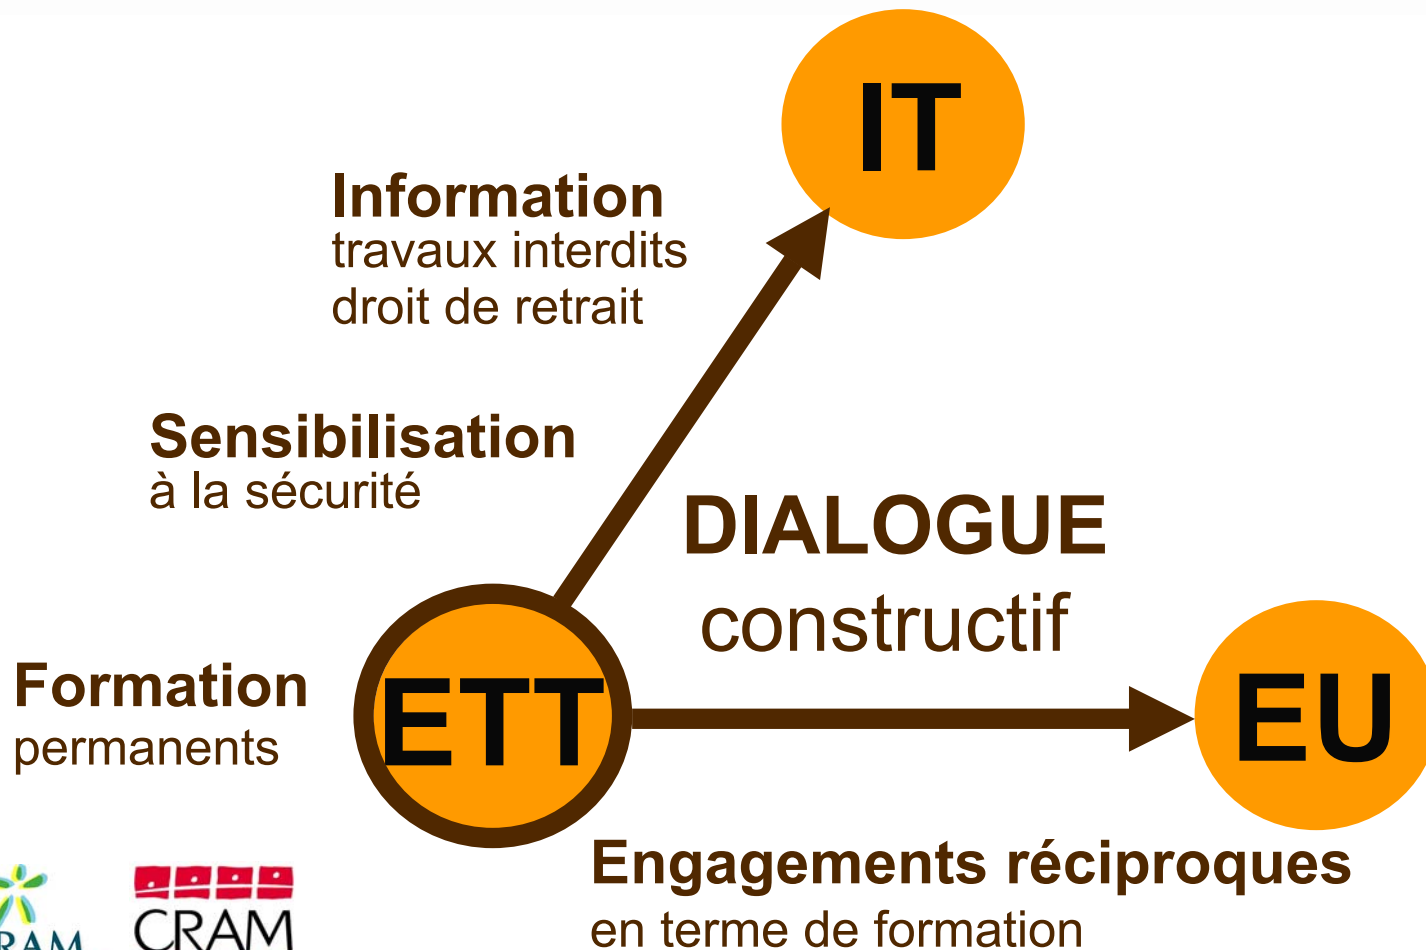 IT
Information
travaux interdits
droit de retrait
Sensibilisation
à la sécurité
DIALOGUE
constructif
Formation
permanents
ETT
EU
Engagements réciproques
en terme de formation
CRAM